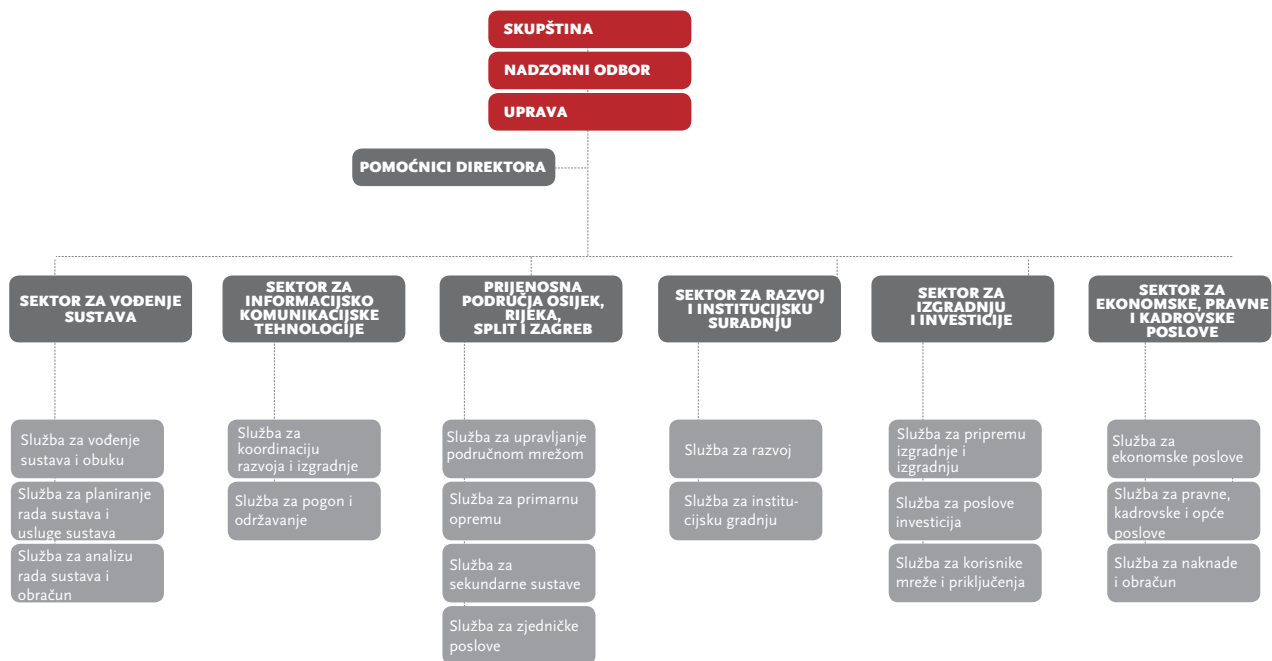 SKUPŠTINA
NADZORNI ODBOR
UPRAVA
POMOĆNICI DIREKTORA
SEKTOR ZA VOĐENJE
SUSTAVA
SEKTOR ZA
INFORMACIJSKO
KOMUNIKACIJSKE
TEHNOLOGIJE
PRIJENOSNA
PODRUČJA OSIJEK,
RIJEKA,
SPLIT I ZAGREB
SEKTOR ZA RAZVOJ
I INSTITUCIJSKU
SURADNJU
SEKTOR ZA
IZGRADNJU
I INVESTICIJE
SEKTOR ZA
EKONOMSKE, PRAVNE
I KADROVSKE
POSLOVE
Služba za vođenje
sustava i obuku
Služba za planiranje
rada sustava i
usluge sustava
Služba za analizu
rada sustava i
obračun
Služba za
koordinaciju
razvoja i izgradnje
Služba za pogon i
održavanje
Služba za upravljanje
područnom mrežom
Služba za primarnu
opremu
Služba za
sekundarne sustave
Služba za zjedničke
poslove
Služba za razvoj
Služba za institu-
cijsku gradnju
Služba za pripremu
izgradnje i
izgradnju
Služba za poslove
investicija
Služba za korisnike
mreže i priključenja
Služba za
ekonomske poslove
Služba za pravne,
kadrovske i opće
poslove
Služba za naknade
i obračun